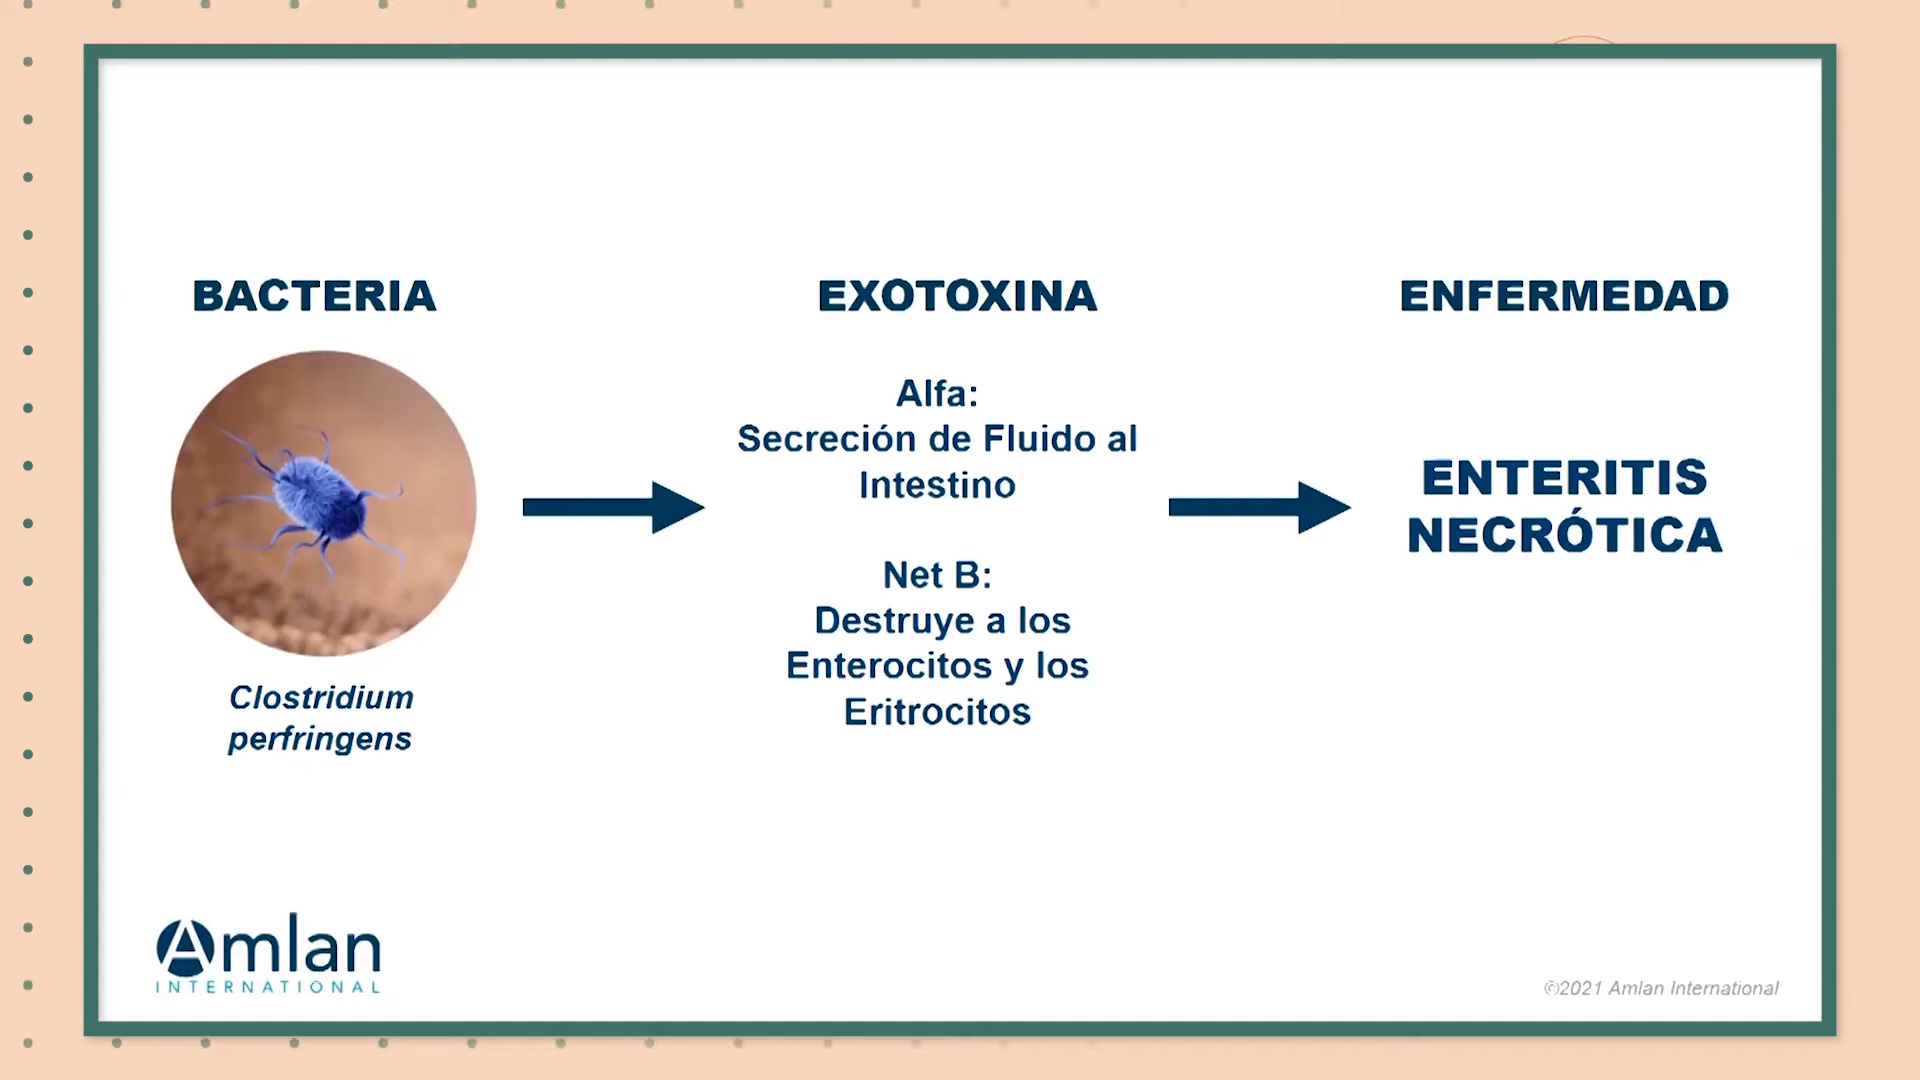 BACTERIA
Clostridium
perfringens
EXOTOXINA
Alfa:
Secreción de Fluido al
Intestino
Net B:
Destruye a los
Enterocitos y los
Eritrocitos
ENFERMEDAD
ENTERITIS
NECRÓTICA
Amlan
INTERNATIONAL
©2021 Amlan International